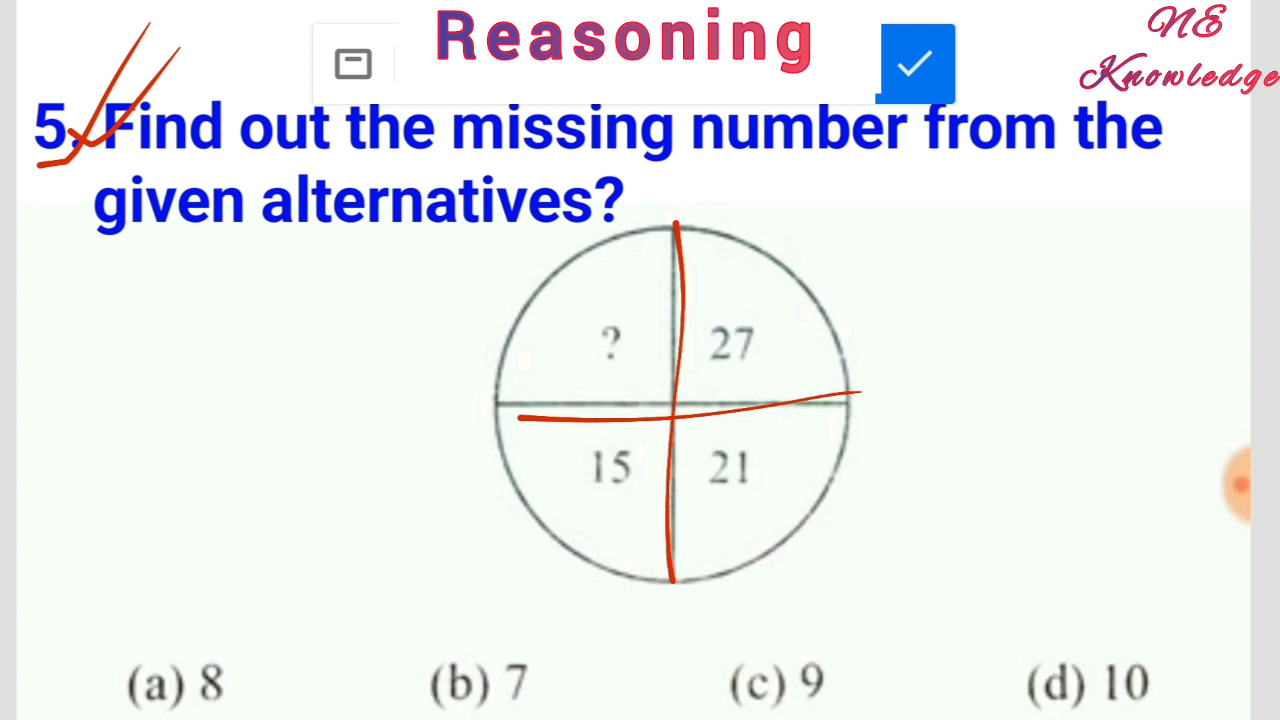 Reasoning
NE
Knowledge
5. Find out the missing number from the
given alternatives?
? 27
15 21
(a) 8 (b) 7 (c) 9 (d) 10